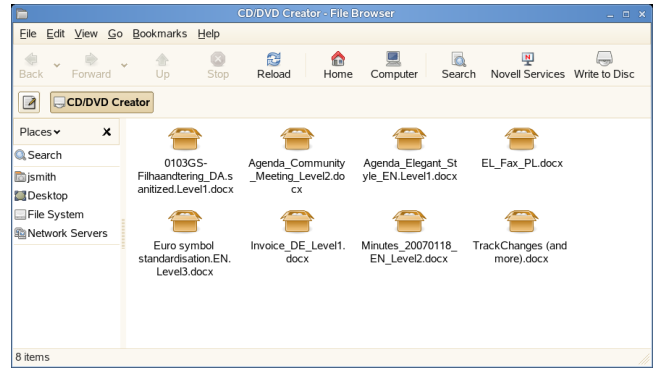 CD/DVD Creator - File Browser
File Edit View Go Bookmarks Help
Back Forward Up Stop Reload Home Computer Search Novell Services Write to Disc
CD/DVD Creator
Places
Search
jsmith
Desktop
File System
Network Servers
0103GS-
Filhaandtering_DA.s
anitized.Level1.docx
Agenda_Community
_Meeting_Level2.do
cx
Agenda_Elegant_St
yle_EN.Level1.docx
EL_Fax_PL.docx
Euro symbol
standardisation.EN.
Level3.docx
Invoice_DE_Level1.
docx
Minutes_20070118_
EN_Level2.docx
TrackChanges (and
more).docx
8 items